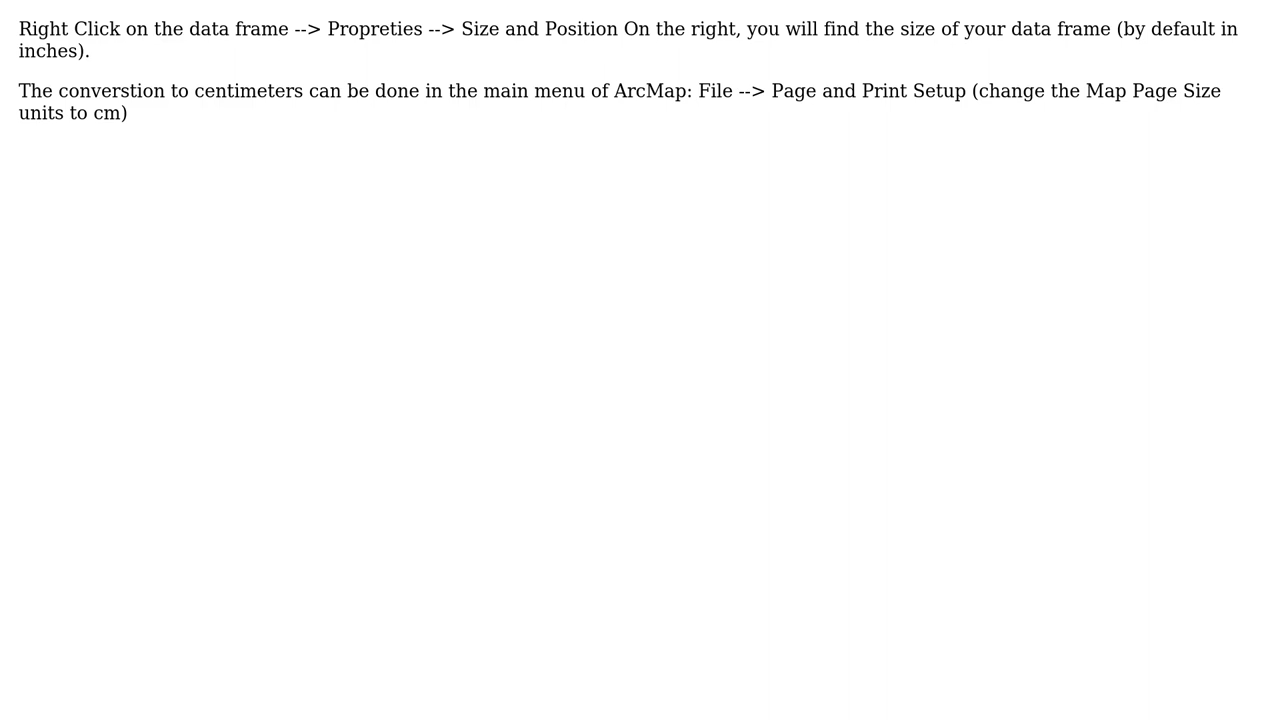 Right Click on the data frame --> Propreties --> Size and Position On the right, you will find the size of your data frame (by default in
inches).
The converstion to centimeters can be done in the main menu of ArcMap: File --> Page and Print Setup (change the Map Page Size
units to cm)